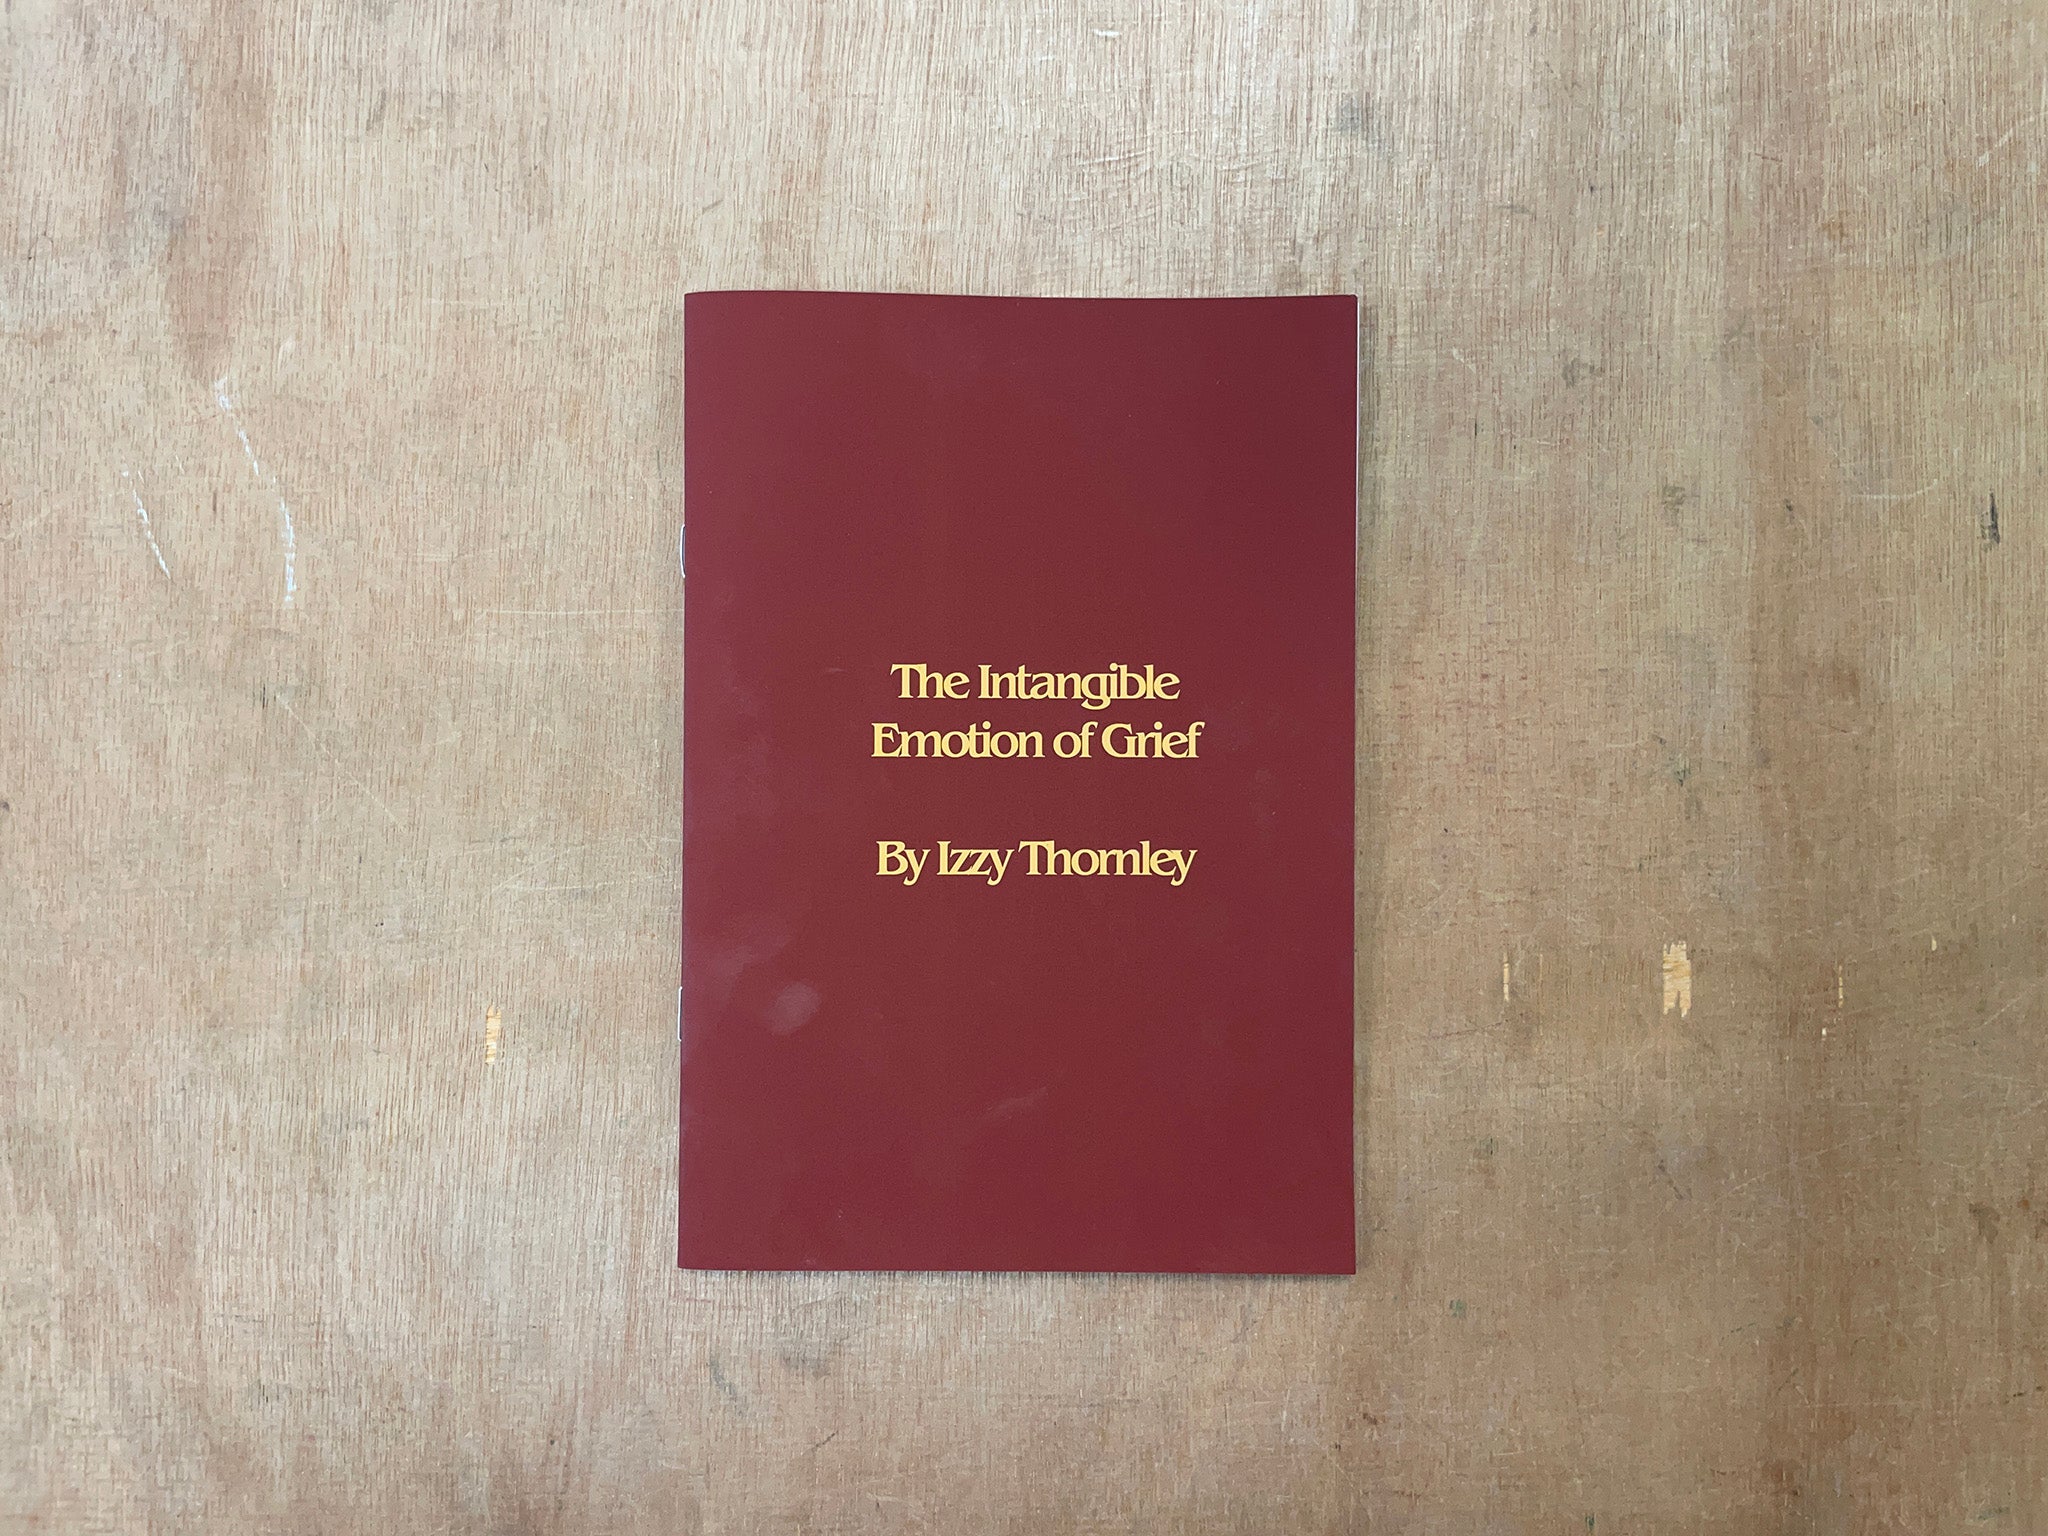 The Intangible
Emotion of Grief
By Izzy Thornley